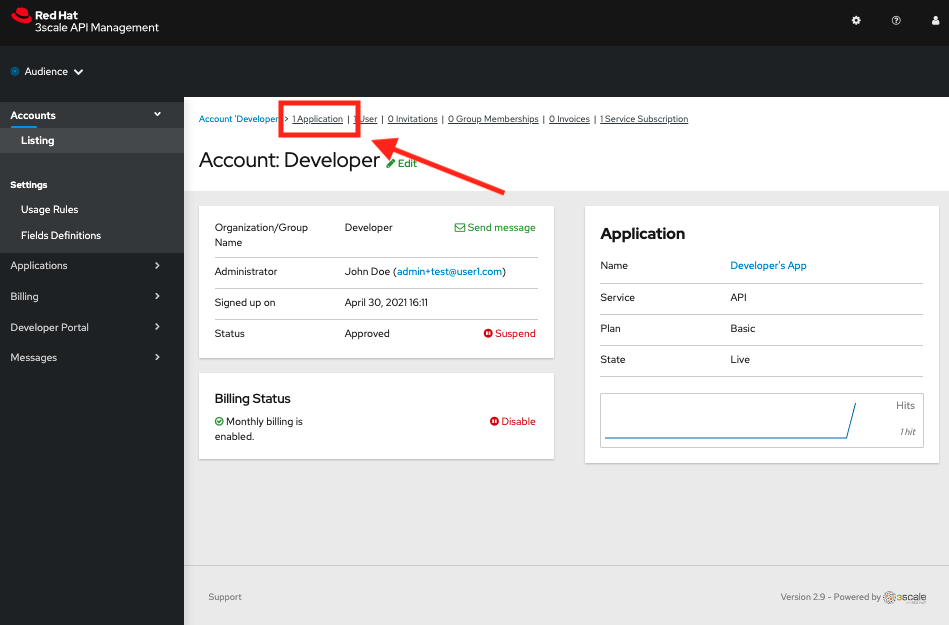 Red Hat
3scale API Management
Audience
Accounts
Listing
Settings
Usage Rules
Fields Definitions
Applications
Billing
Developer Portal
Messages
Account 'Developer' > 1 Application | 1 User | 0 Invitations | 0 Group Memberships | 0 Invoices | 1 Service Subscription
Account: Developer Edit
Organization/Group Name Developer Send message
Administrator John Doe (admin+test@user1.com)
Signed up on April 30, 2021 16:11
Status Approved Suspend
Billing Status
Monthly billing is enabled. Disable
Application
Name Developer's App
Service API
Plan Basic
State Live
Hits
1 hit
Support
Version 2.9 - Powered by 3scale